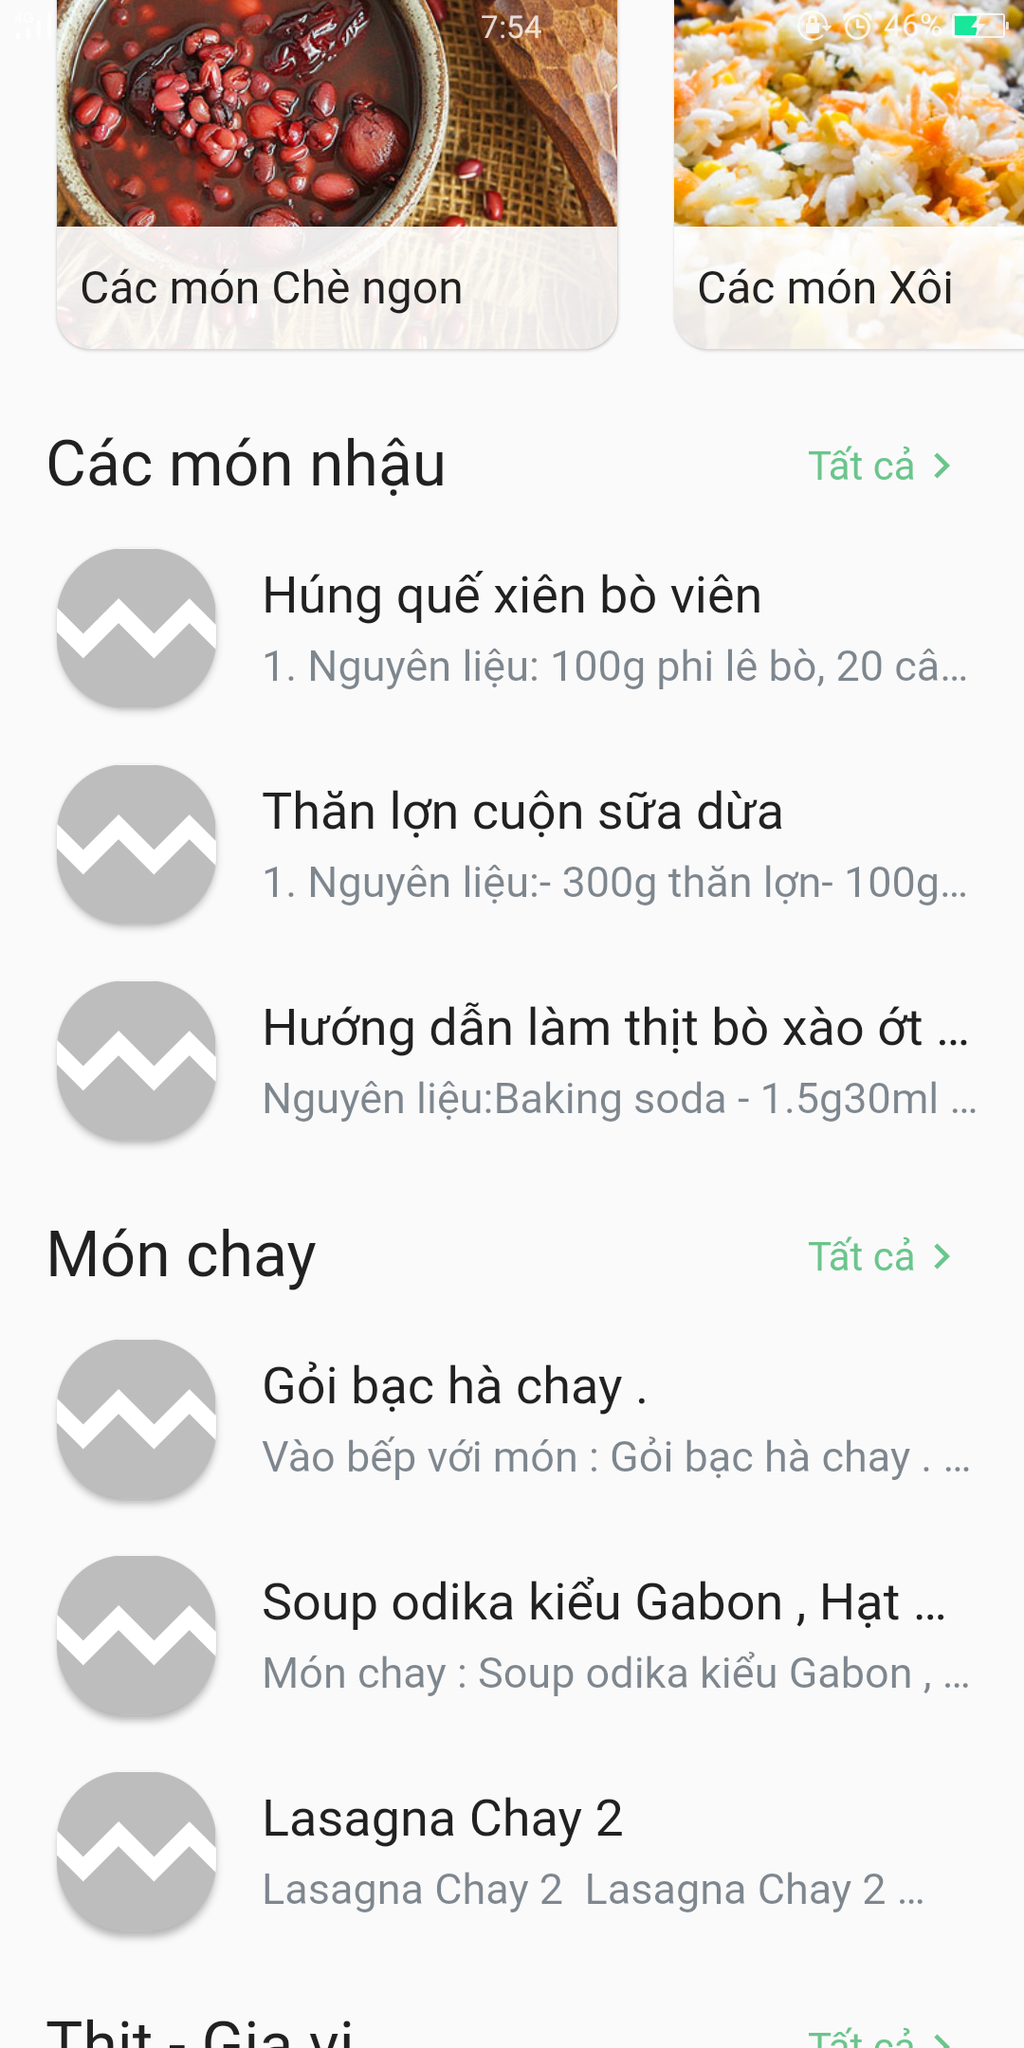 4G
7:54
46%
Các món Chè ngon
Các món Xôi
Các món nhậu
Tất cả
Húng quế xiên bò viên
1. Nguyên liệu: 100g phi lê bò, 20 câ...
Thăn lợn cuộn sữa dừa
1. Nguyên liệu:- 300g thăn lợn- 100g...
Hướng dẫn làm thịt bò xào ớt ...
Nguyên liệu:Baking soda - 1.5g30ml ...
Món chay
Tất cả
Gỏi bạc hà chay .
Vào bếp với món : Gỏi bạc hà chay . ...
Soup odika kiểu Gabon , Hạt ...
Món chay : Soup odika kiểu Gabon , ...
Lasagna Chay 2
Lasagna Chay 2  Lasagna Chay 2 ...
Thịt - Gia vị
Tất cả